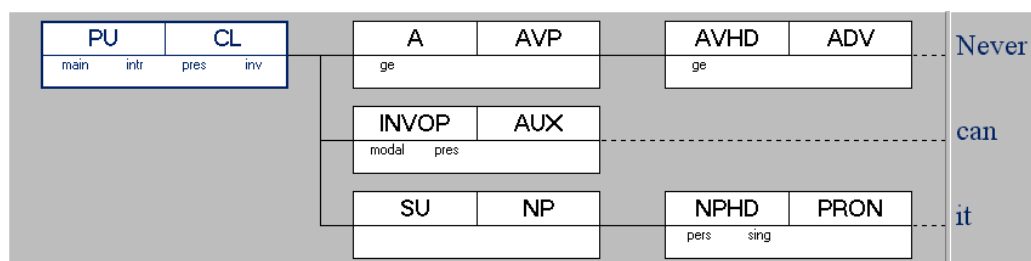 PU CL A AVP AVHD ADV Never
main intr pres inv ge ge
INVOP AUX can
modal pres
SU NP NPHD PRON it
pers sing